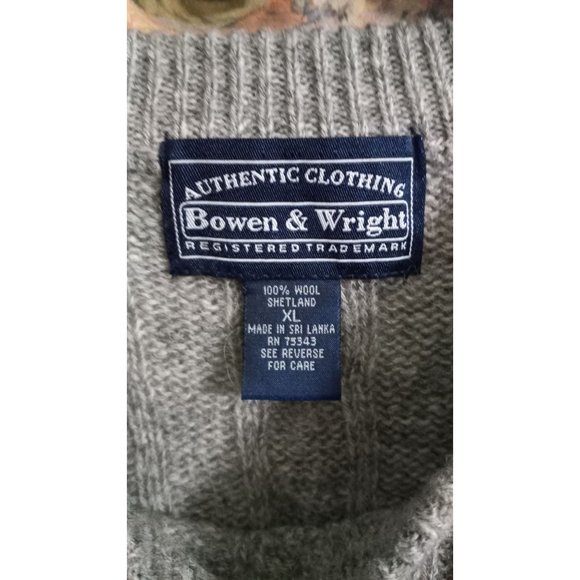 AUTHENTIC CLOTHING
Bowen & Wright
REGISTERED TRADEMARK
100% WOOL
SHETLAND
XL
MADE IN SRI LANKA
RN 75343
SEE REVERSE
FOR CARE